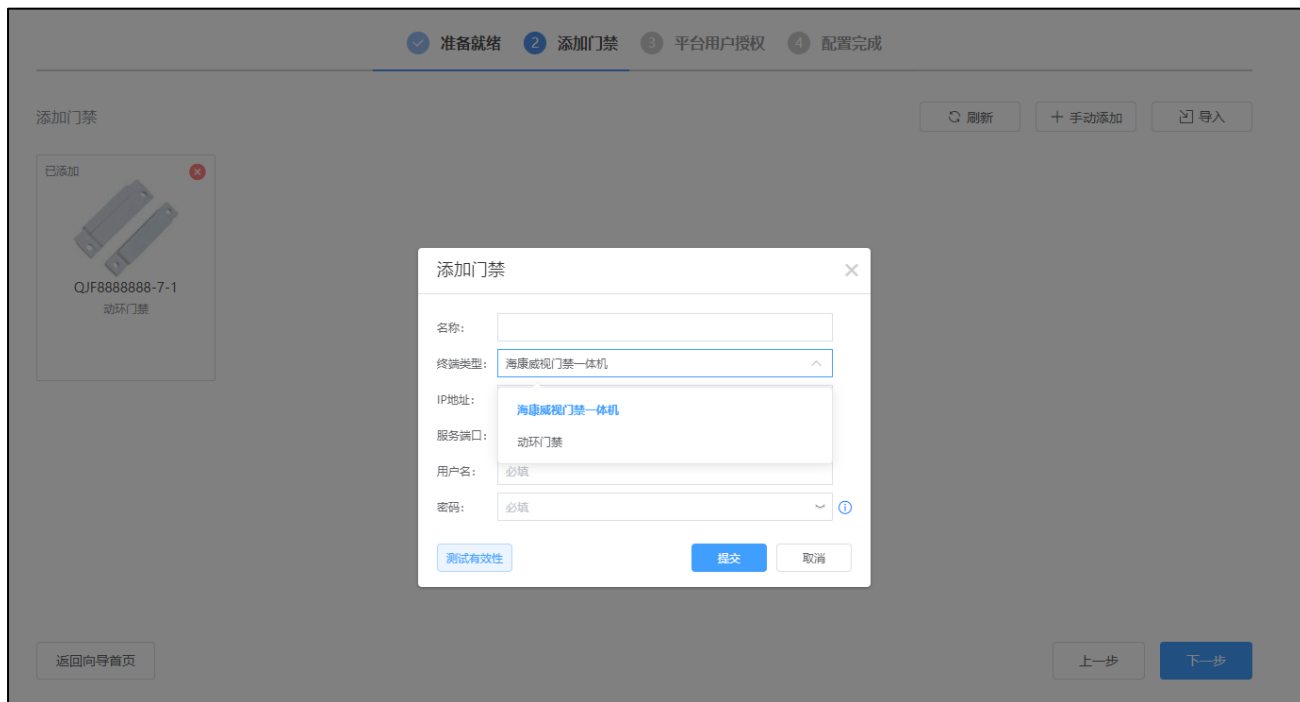 准备就绪 2 添加门禁 3 平台用户授权 4 配置完成
添加门禁 刷新 手动添加 导入
已添加
QJF8888888-7-1
动环门禁
添加门禁
名称:
终端类型: 海康威视门禁一体机
IP地址:
海康威视门禁一体机
服务端口:
动环门禁
用户名: 必填
密码: 必填
测试有效性 提交 取消
返回向导首页 上一步 下一步